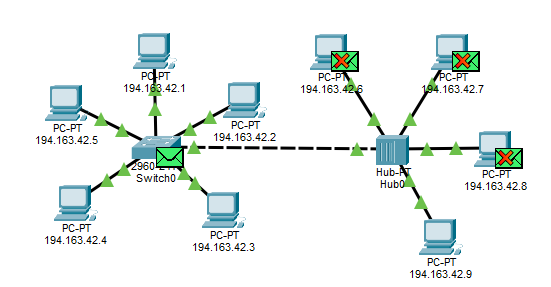 PC-PT
194.163.42.1
PC-PT
194.163.42.6
PC-PT
194.163.42.7
PC-PT
194.163.42.5
PC-PT
194.163.42.2
Switch0
Hub-PT
Hub0
PC-PT
194.163.42.8
PC-PT
194.163.42.4
PC-PT
194.163.42.3
PC-PT
194.163.42.9